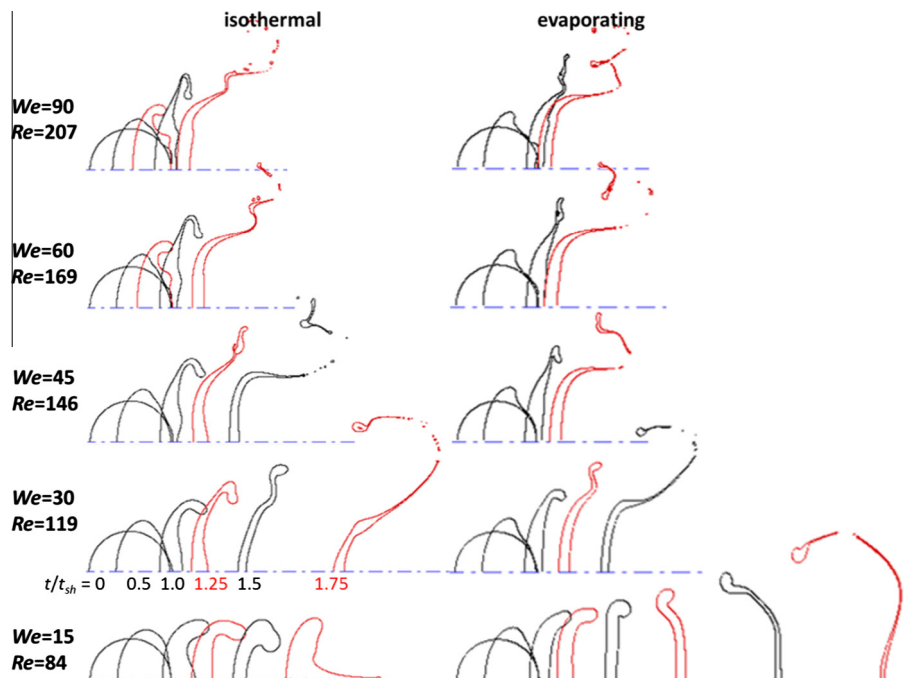 isothermal evaporating
We=90
Re=207
We=60
Re=169
We=45
Re=146
We=30
Re=119
t/tsh = 0 0.5 1.0 1.25 1.5 1.75
We=15
Re=84